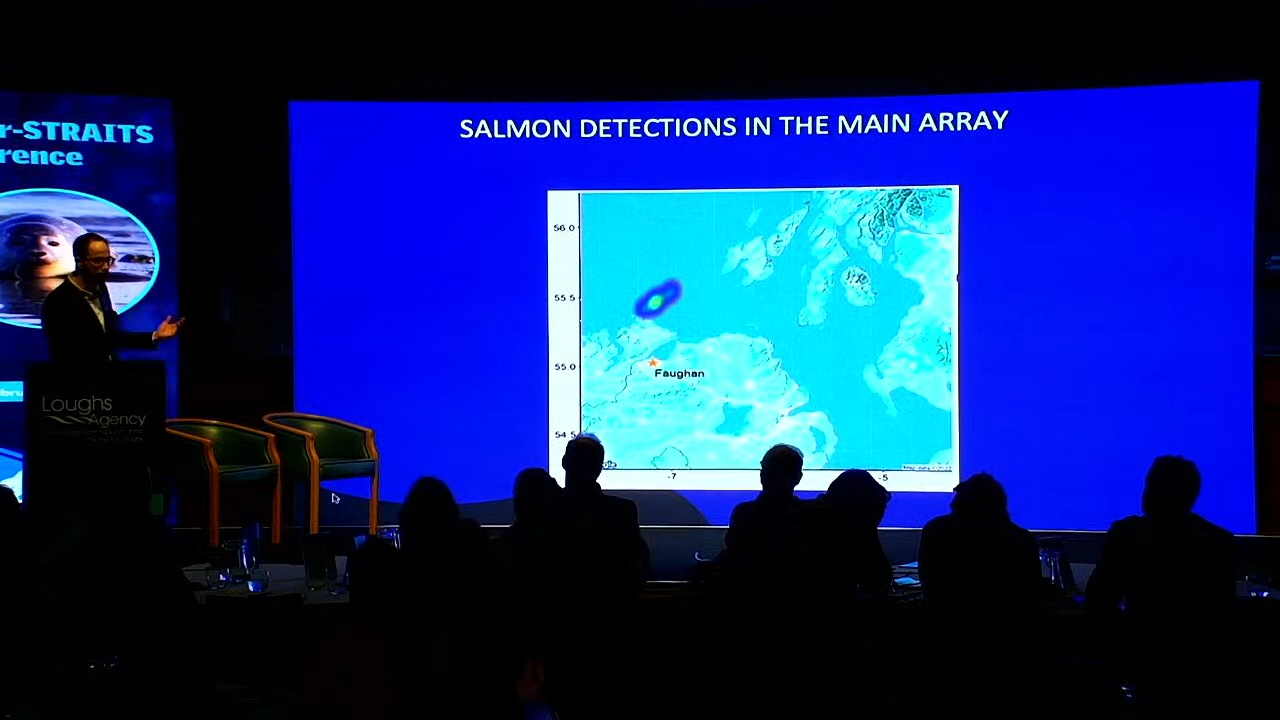 r-STRAITS
rence
SALMON DETECTIONS IN THE MAIN ARRAY
56.0
55.5
55.0
54.5
Faughan
-7
-5
Loughs
Agency